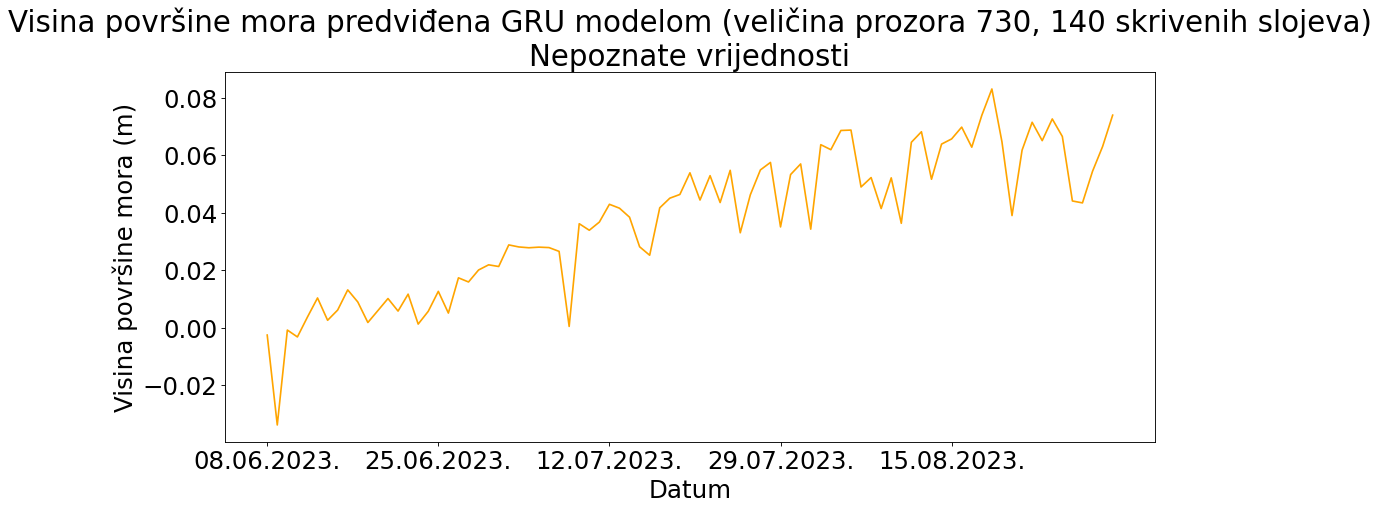 Visina površine mora predviđena GRU modelom (veličina prozora 730, 140 skrivenih slojeva)
Nepoznate vrijednosti
Visina površine mora (m)
0.08
0.06
0.04
0.02
0.00
−0.02
08.06.2023. 25.06.2023. 12.07.2023. 29.07.2023. 15.08.2023.
Datum